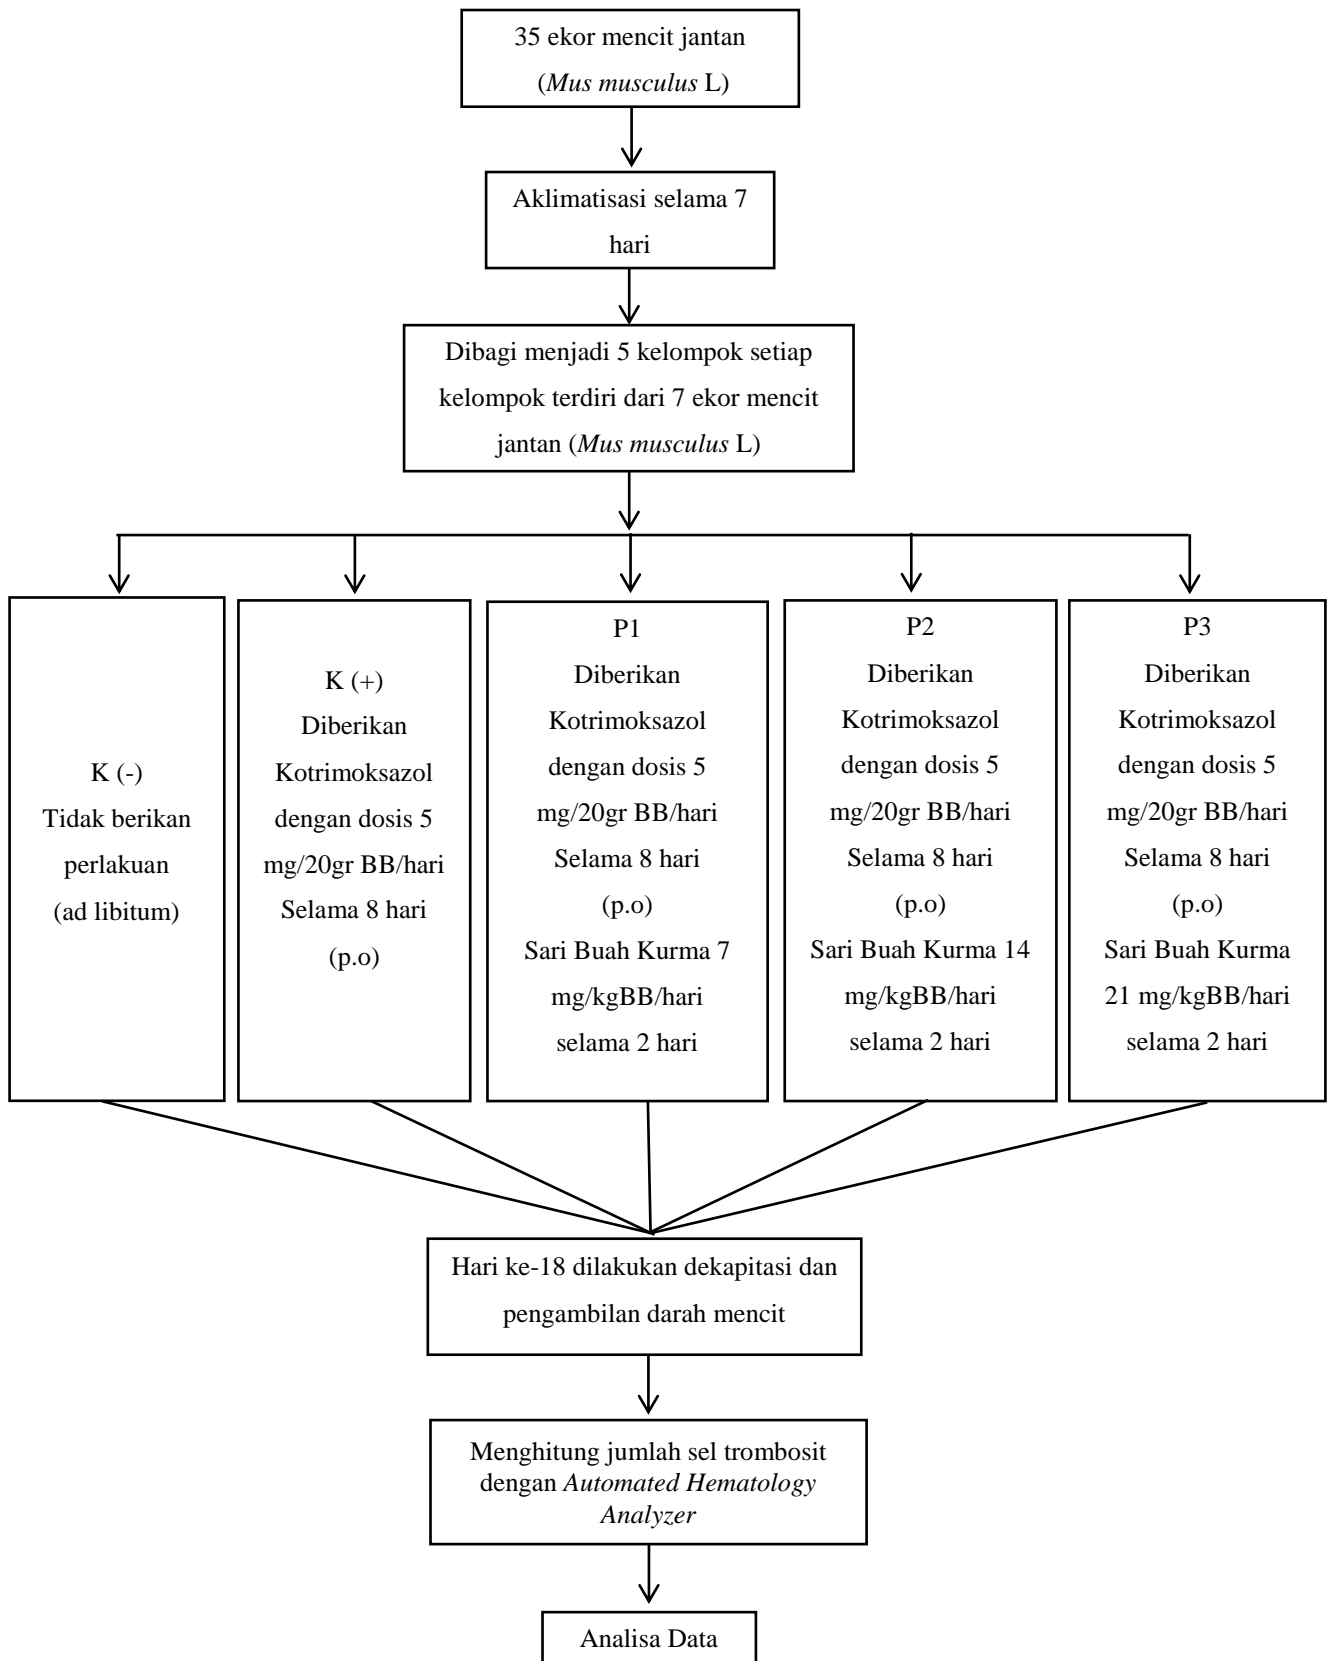 35 ekor mencit jantan
(Mus musculus L)
Aklimatisasi selama 7
hari
Dibagi menjadi 5 kelompok setiap
kelompok terdiri dari 7 ekor mencit
jantan (Mus musculus L)
K (-)
Tidak berikan
perlakuan
(ad libitum)
K (+)
Diberikan
Kotrimoksazol
dengan dosis 5
mg/20gr BB/hari
Selama 8 hari
(p.o)
P1
Diberikan
Kotrimoksazol
dengan dosis 5
mg/20gr BB/hari
Selama 8 hari
(p.o)
Sari Buah Kurma 7
mg/kgBB/hari
selama 2 hari
P2
Diberikan
Kotrimoksazol
dengan dosis 5
mg/20gr BB/hari
Selama 8 hari
(p.o)
Sari Buah Kurma 14
mg/kgBB/hari
selama 2 hari
P3
Diberikan
Kotrimoksazol
dengan dosis 5
mg/20gr BB/hari
Selama 8 hari
(p.o)
Sari Buah Kurma
21 mg/kgBB/hari
selama 2 hari
Hari ke-18 dilakukan dekapitasi dan
pengambilan darah mencit
Menghitung jumlah sel trombosit
dengan Automated Hematology
Analyzer
Analisa Data